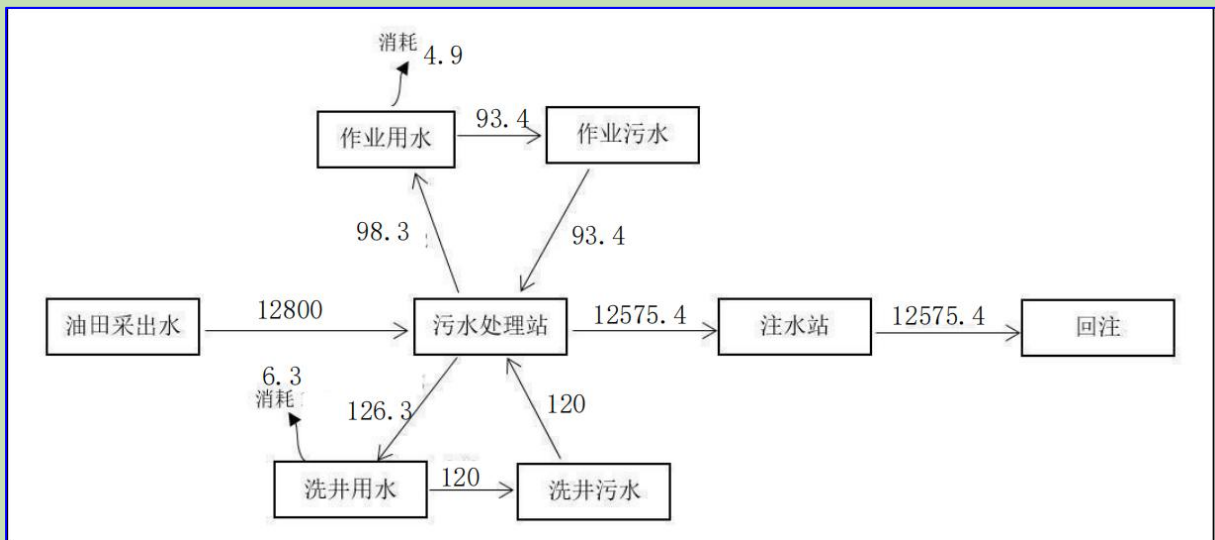 消耗 4.9
作业用水
93.4
作业污水
98.3
93.4
油田采出水
12800
污水处理站
12575.4
注水站
12575.4
回注
6.3
消耗
126.3
120
洗井用水
120
洗井污水